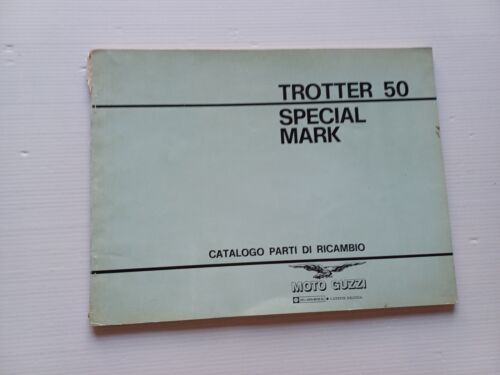 TROTTER 50
SPECIAL
MARK
CATALOGO PARTI DI RICAMBIO
MOTO GUZZI